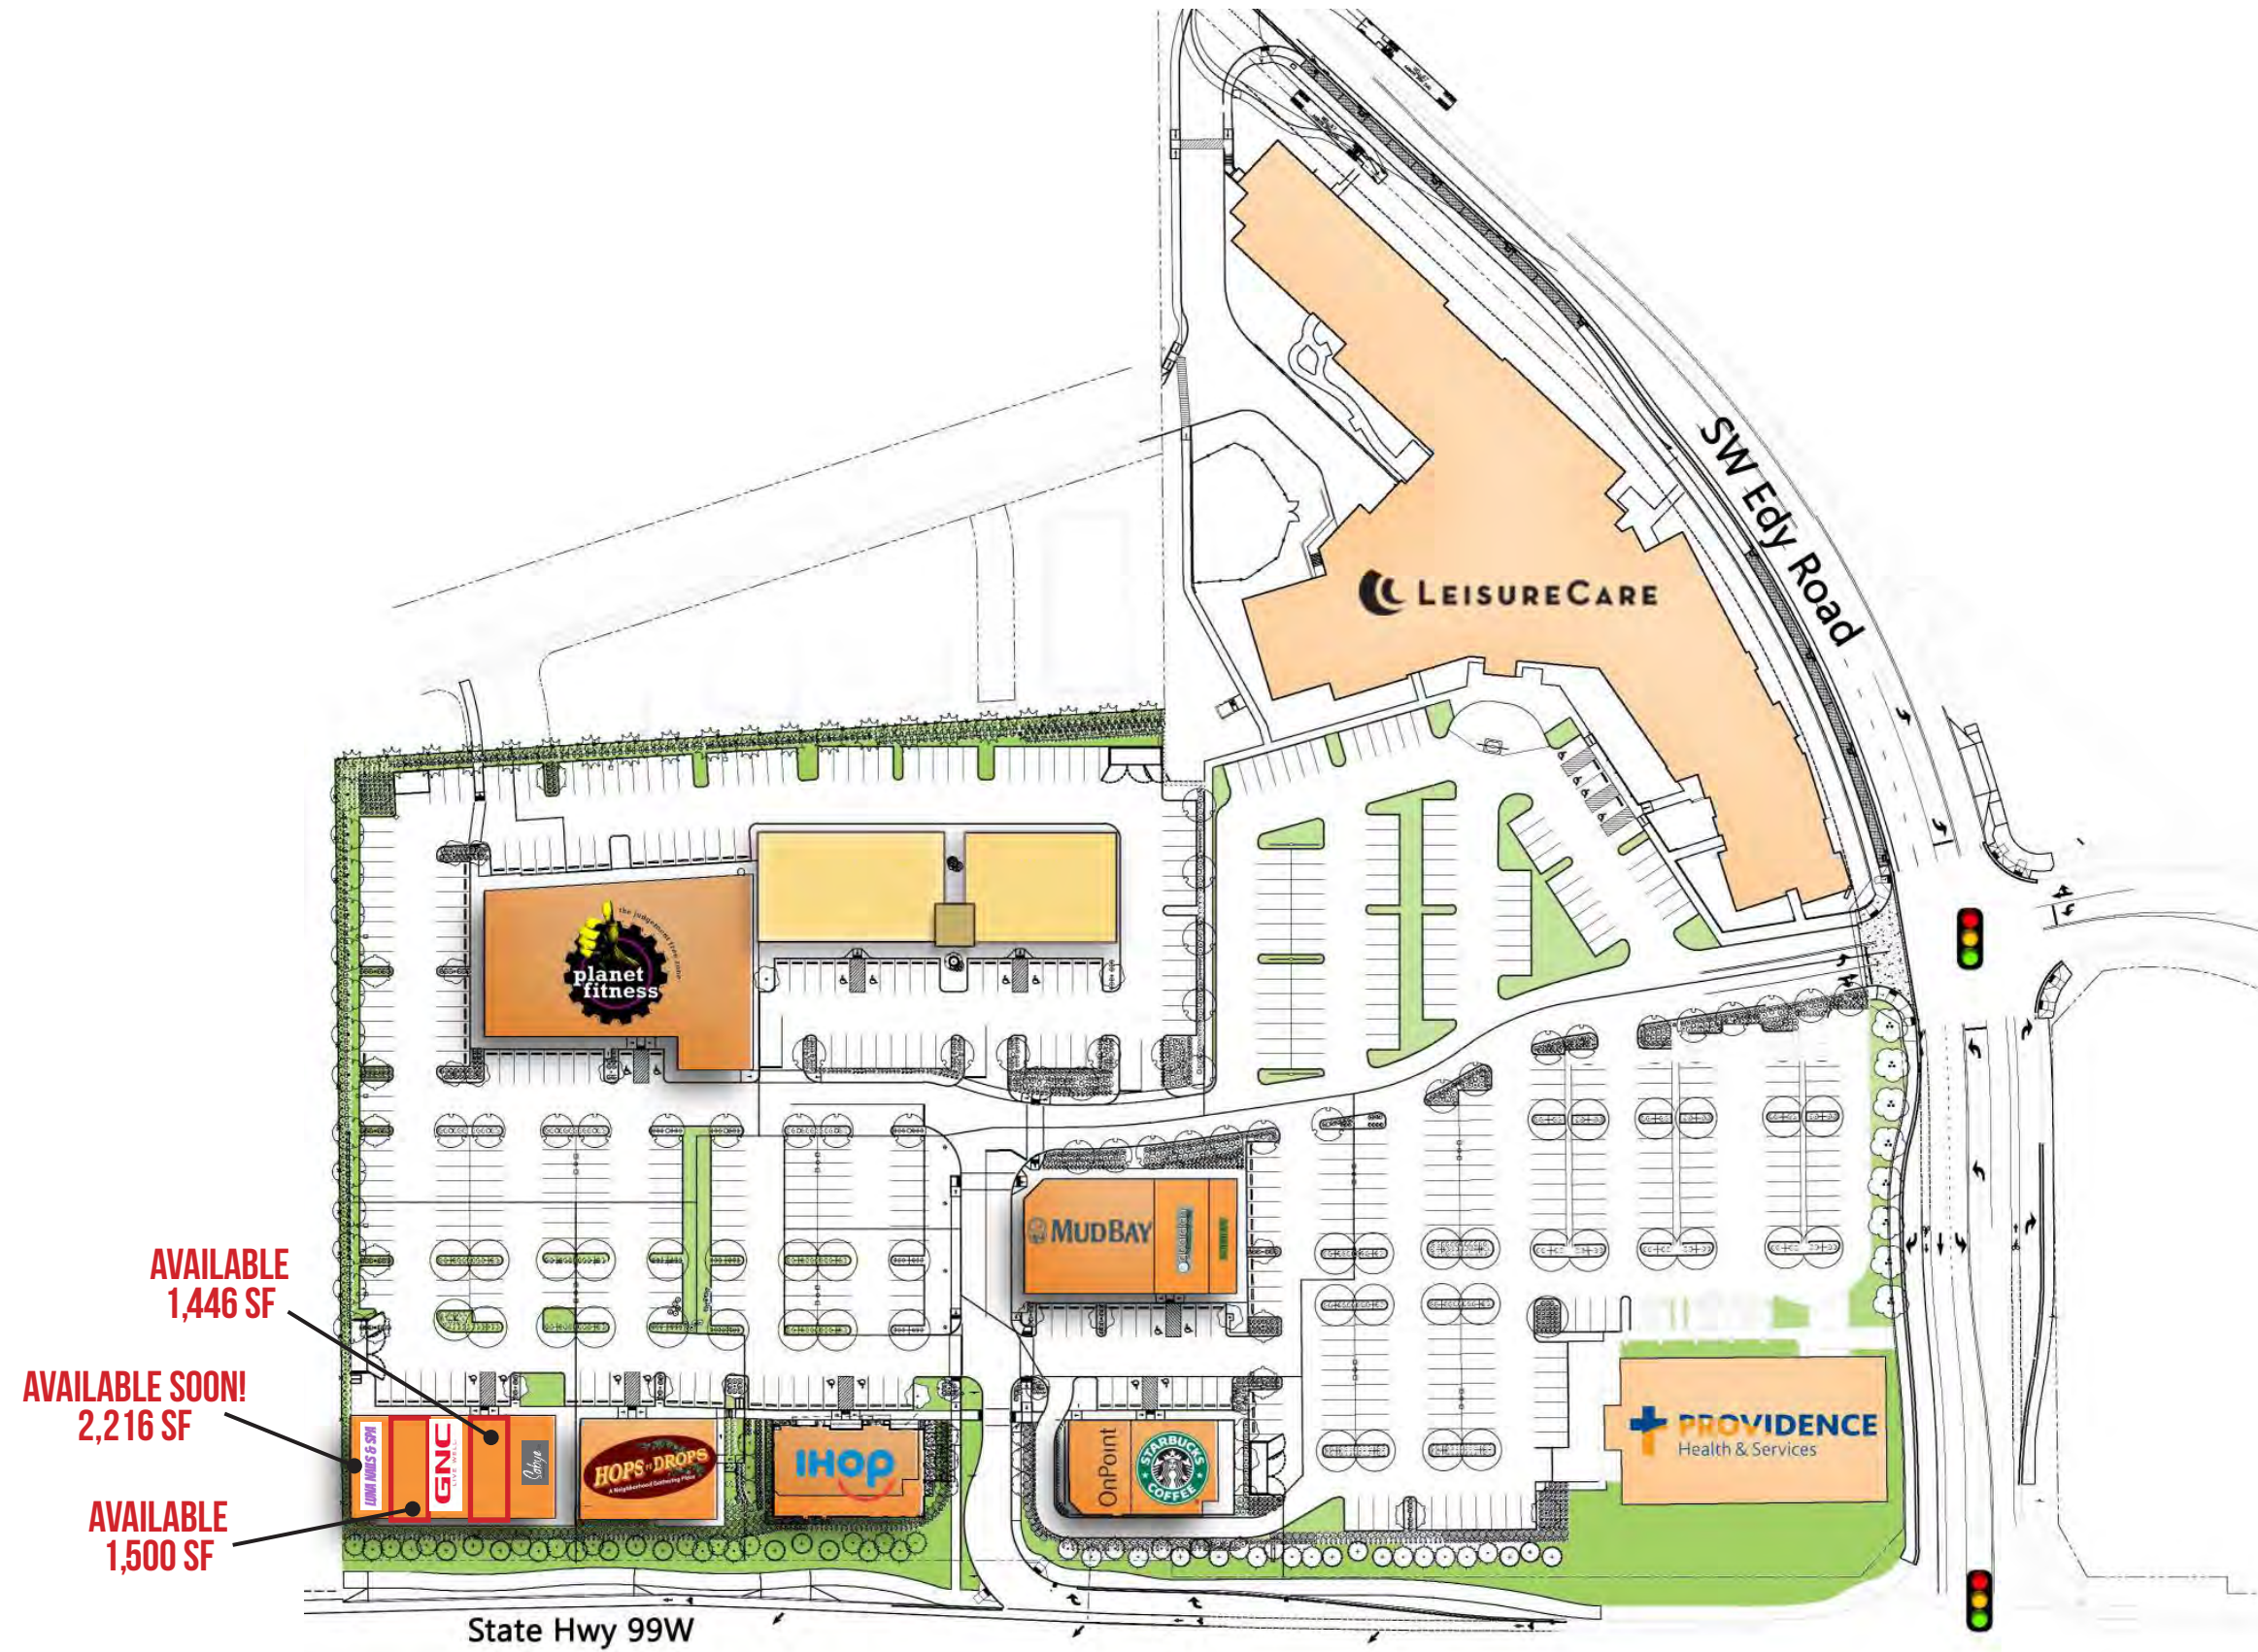 SW Edy Road
LEISURECARE
the judgement free zone
planet
fitness
MUDBAY
AVAILABLE
1,446 SF
AVAILABLE SOON!
2,216 SF
AVAILABLE
1,500 SF
LUNA NAILS & SPA
GNC
LIVE WELL
HOPS n DROPS
A Neighborhood Gathering Place
IHOP
OnPoint
STARBUCKS
COFFEE
PROVIDENCE
Health & Services
State Hwy 99W